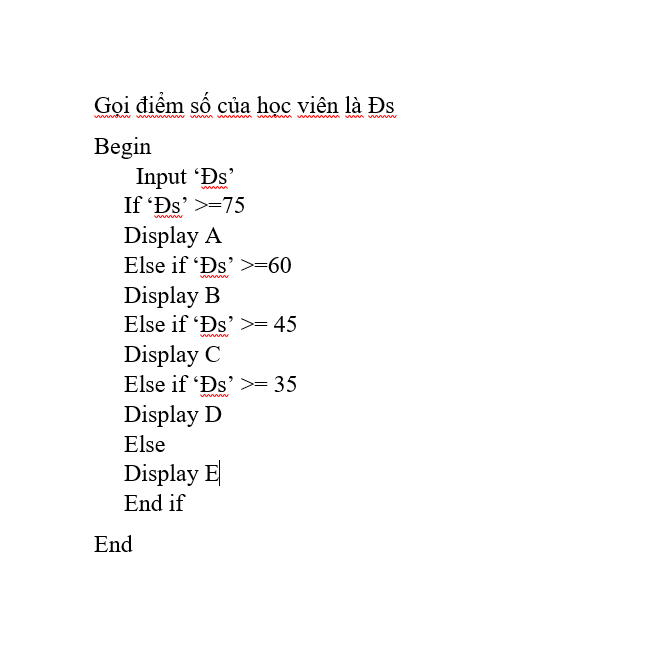 Gọi điểm số của học viên là Đs
Begin
Input ‘Đs’
If ‘Đs’ >=75
Display A
Else if ‘Đs’ >=60
Display B
Else if ‘Đs’ >= 45
Display C
Else if ‘Đs’ >= 35
Display D
Else
Display E
End if
End